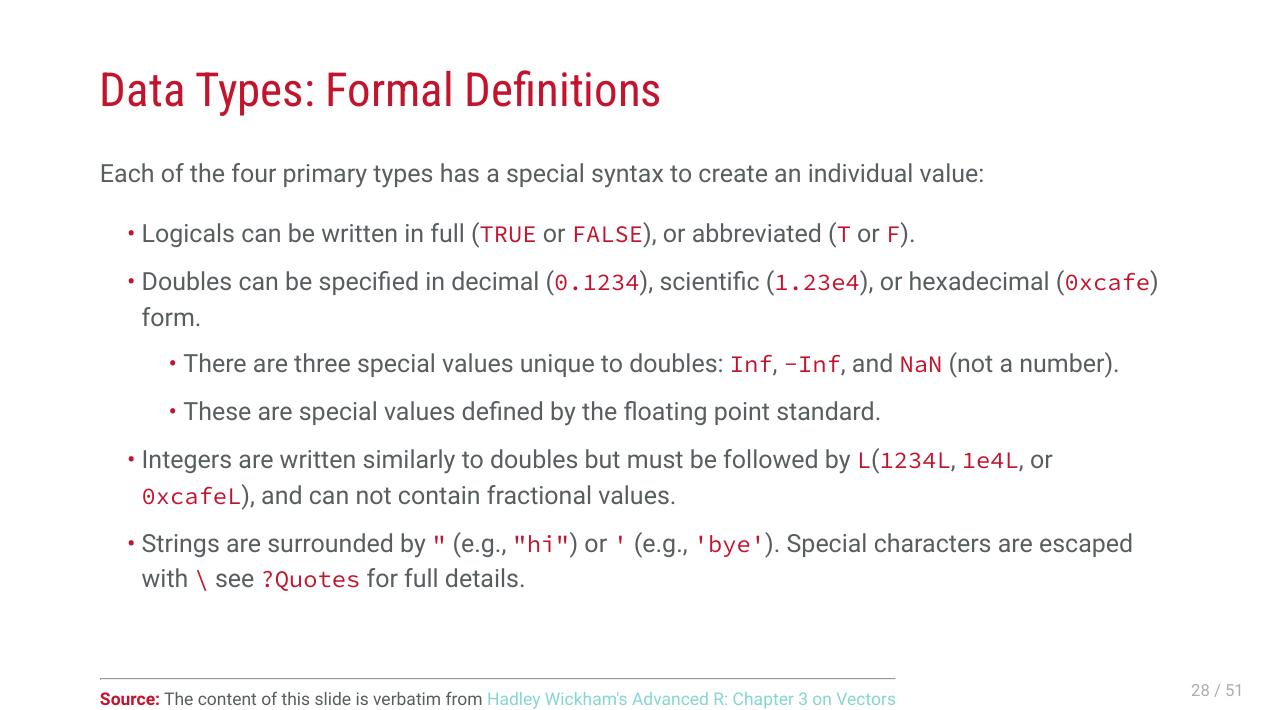 Data Types: Formal Definitions
Each of the four primary types has a special syntax to create an individual value:
• Logicals can be written in full (TRUE or FALSE), or abbreviated (T or F).
• Doubles can be specified in decimal (0.1234), scientific (1.23e4), or hexadecimal (0xcafe)
form.
• There are three special values unique to doubles: Inf, -Inf, and NaN (not a number).
• These are special values defined by the floating point standard.
• Integers are written similarly to doubles but must be followed by L(1234L, 1e4L, or
0xcafeL), and can not contain fractional values.
• Strings are surrounded by " (e.g., "hi") or ' (e.g., 'bye'). Special characters are escaped
with \ see ?Quotes for full details.
Source: The content of this slide is verbatim from Hadley Wickham's Advanced R: Chapter 3 on Vectors
28 / 51